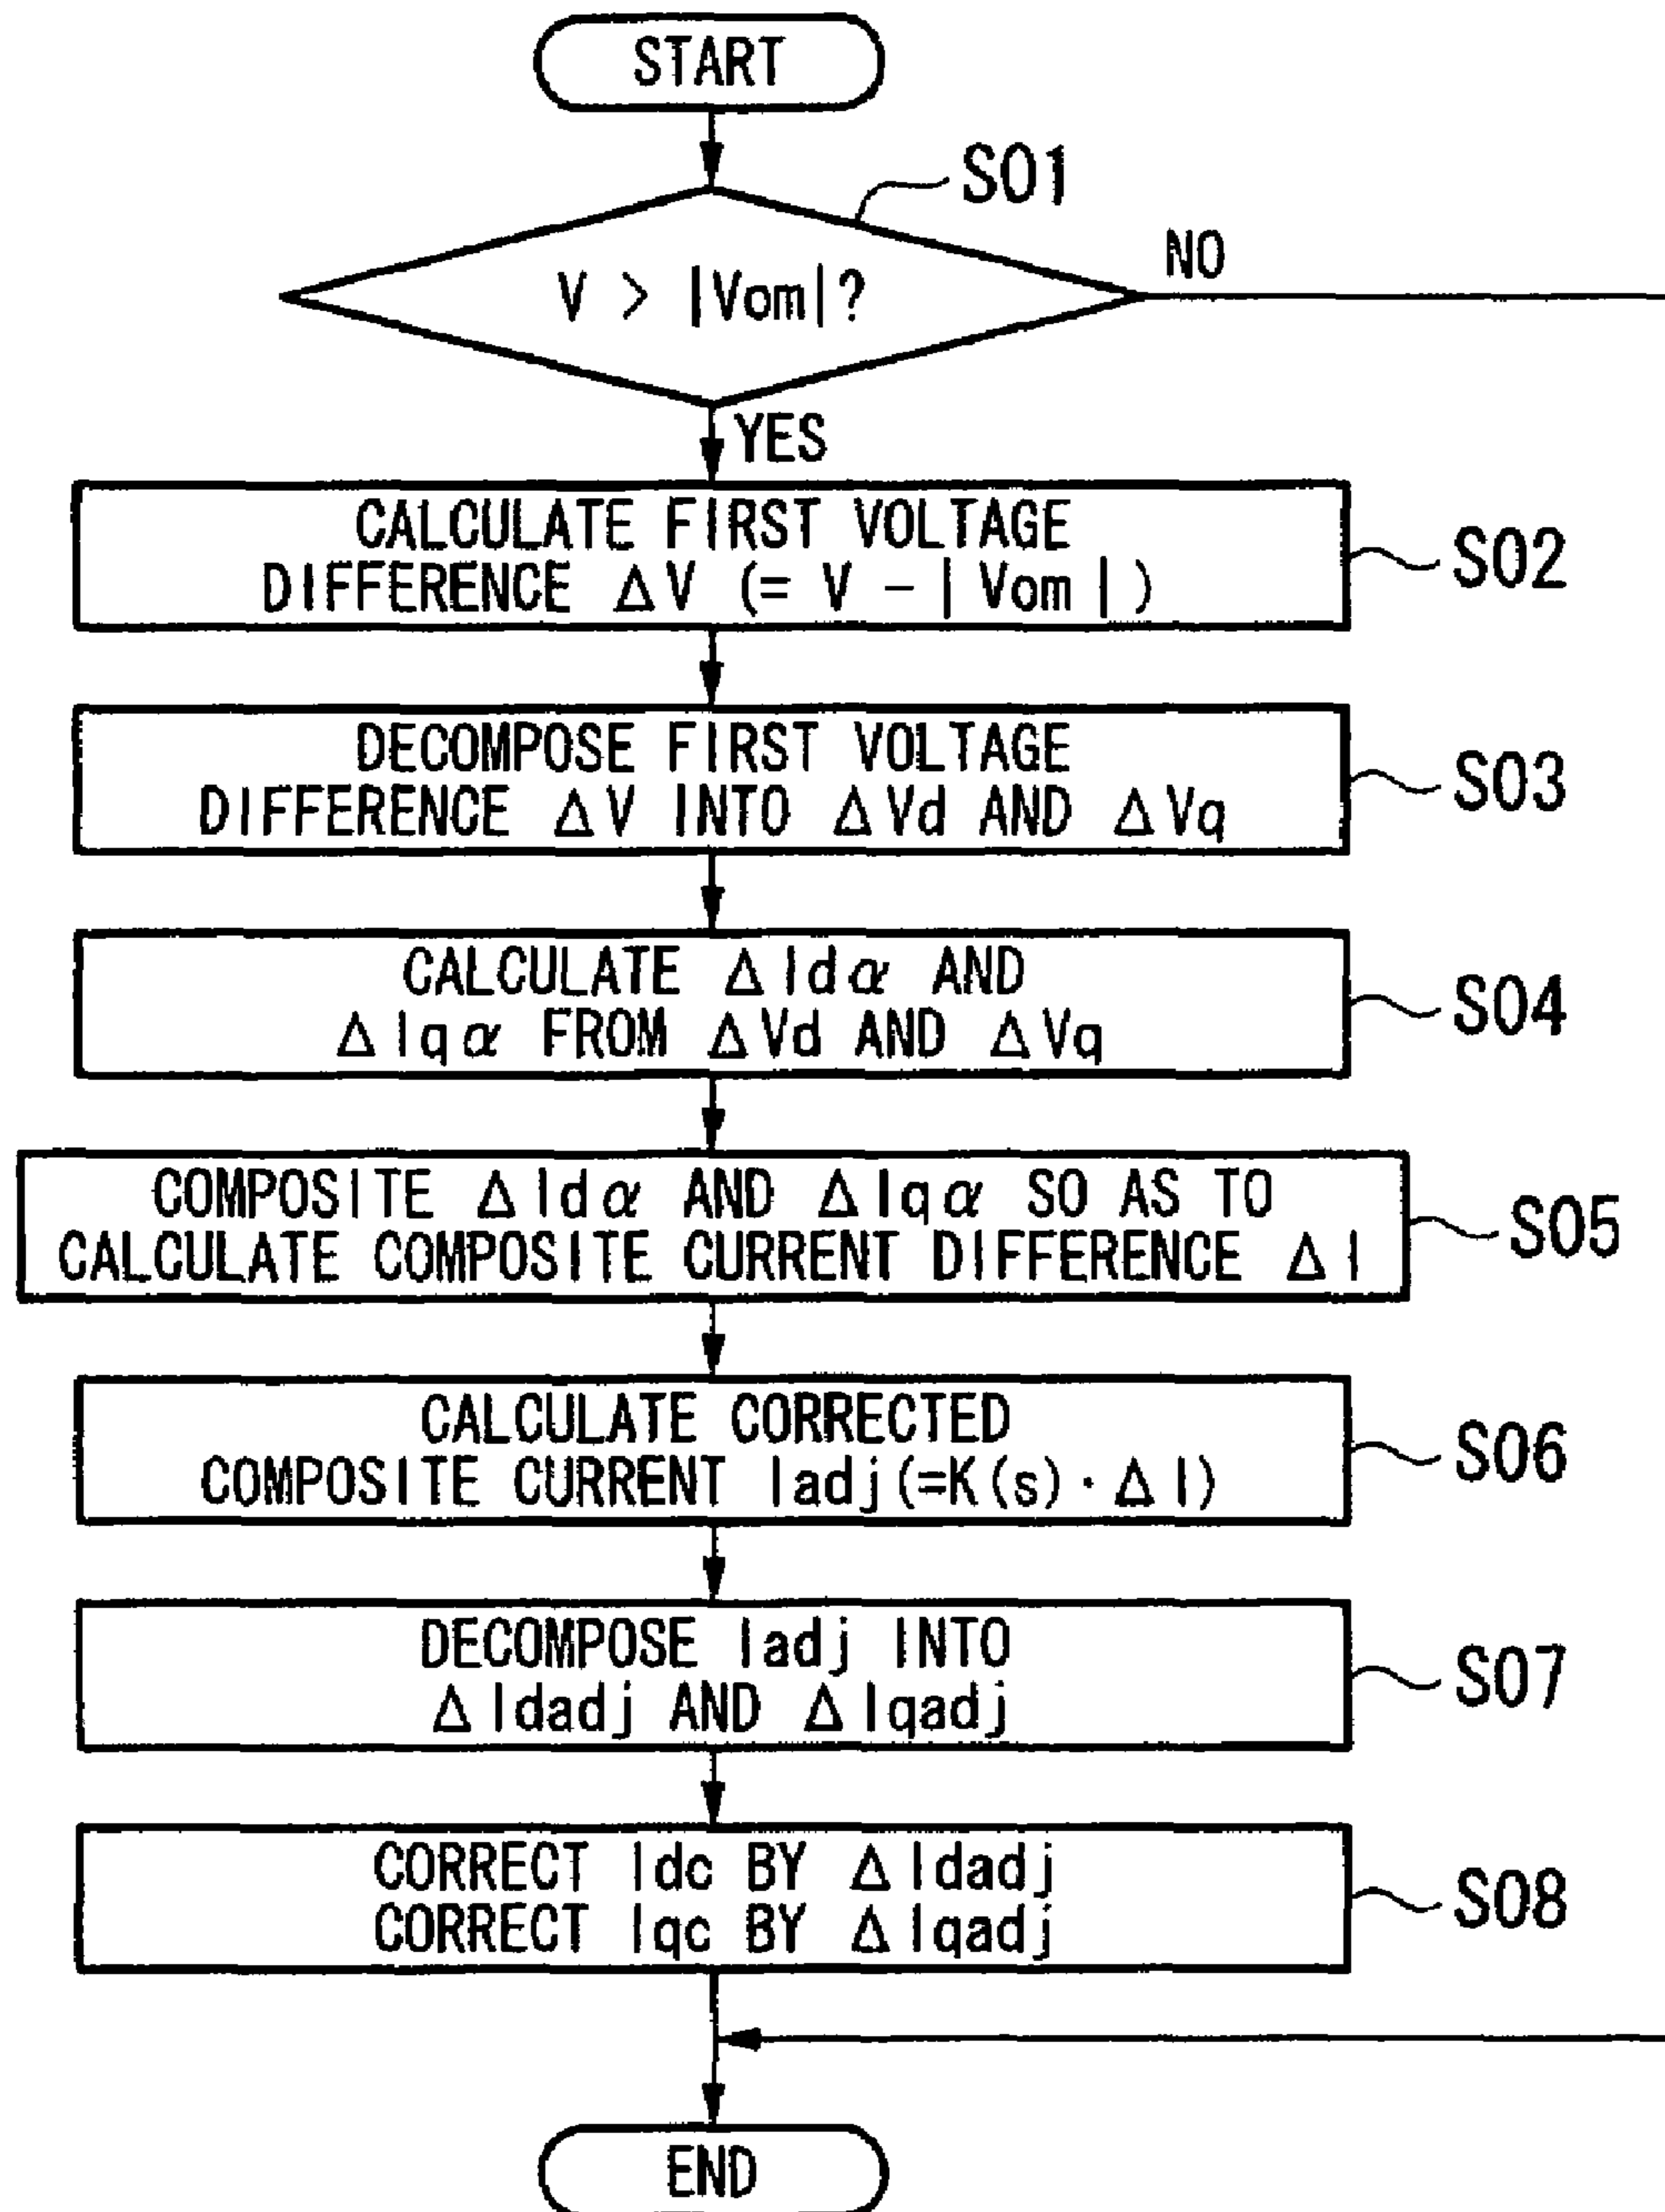 START
S01
V > |Vom|?
NO
YES
CALCULATE FIRST VOLTAGE
DIFFERENCE ΔV (= V - |Vom|)
S02
DECOMPOSE FIRST VOLTAGE
DIFFERENCE ΔV INTO ΔVd AND ΔVq
S03
CALCULATE ΔIdα AND
ΔIqα FROM ΔVd AND ΔVq
S04
COMPOSITE ΔIdα AND ΔIqα SO AS TO
CALCULATE COMPOSITE CURRENT DIFFERENCE ΔI
S05
CALCULATE CORRECTED
COMPOSITE CURRENT Iadj(=K(s)·ΔI)
S06
DECOMPOSE Iadj INTO
ΔIdadj AND ΔIqadj
S07
CORRECT Idc BY ΔIdadj
CORRECT Iqc BY ΔIqadj
S08
END